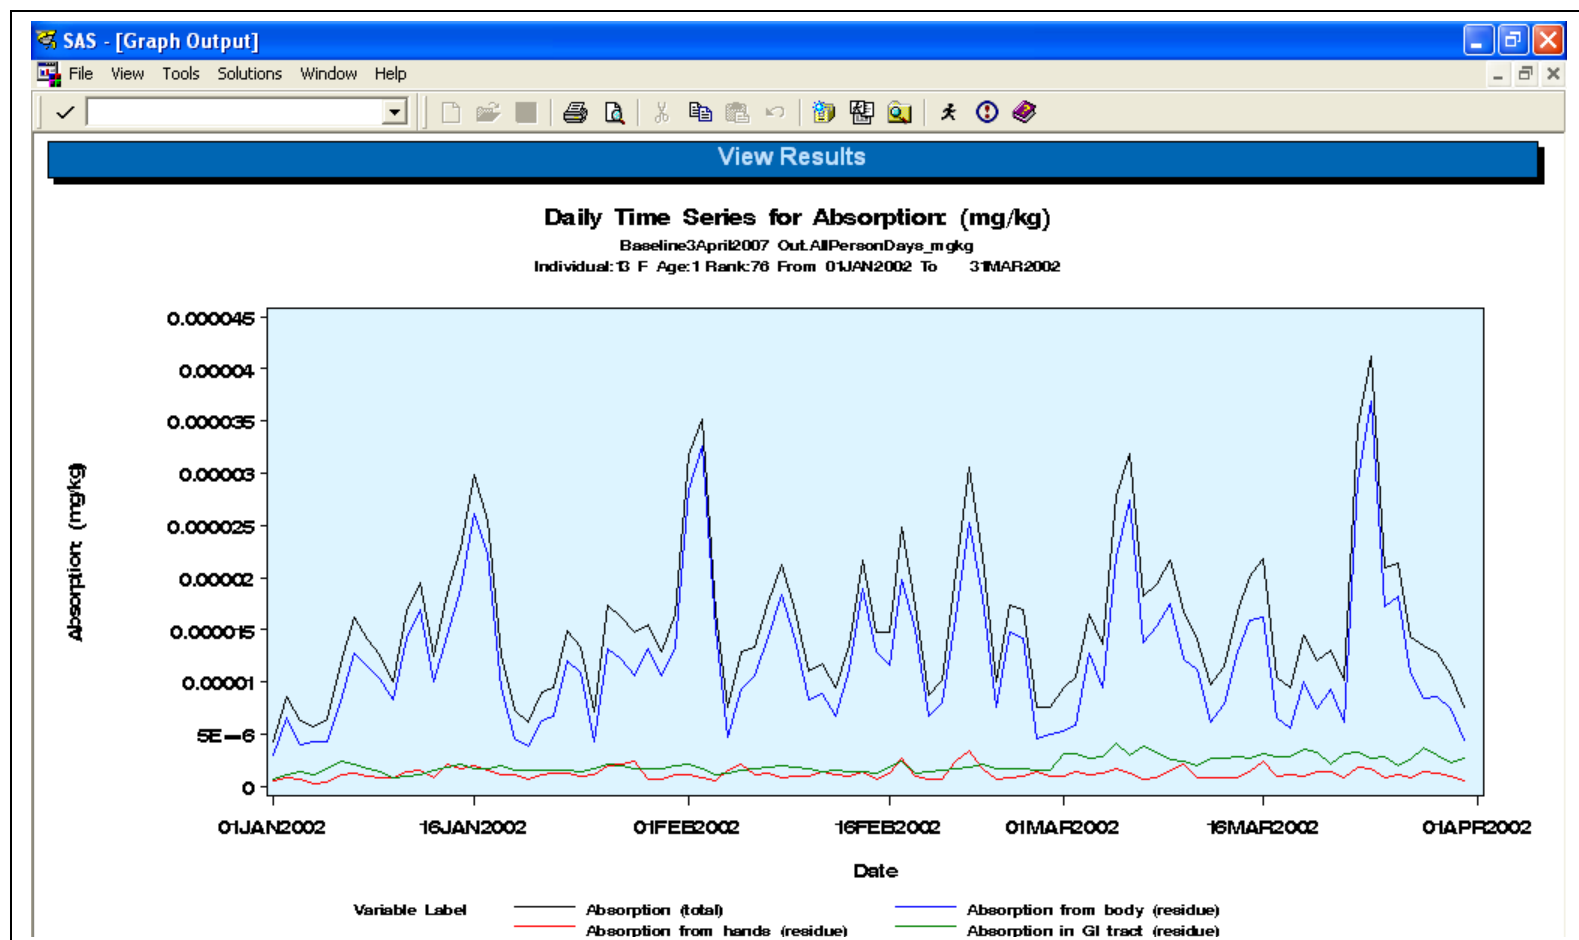 SAS - [Graph Output]
File View Tools Solutions Window Help
View Results
Daily Time Series for Absorption: (mg/kg)
Baseline3April2007 Out.AllPersonDays_mgkg
Individual:13 F Age:1 Rank:76 From 01JAN2002 To 31MAR2002
0.000045
0.00004
0.000035
0.00003
0.000025
0.00002
0.000015
0.00001
5E-6
0
Absorption: (mg/kg)
01JAN2002 16JAN2002 01FEB2002 16FEB2002 01MAR2002 16MAR2002 01APR2002
Date
Variable Label Absorption (total) Absorption from body (residue)
Absorption from hands (residue) Absorption in GI tract (residue)